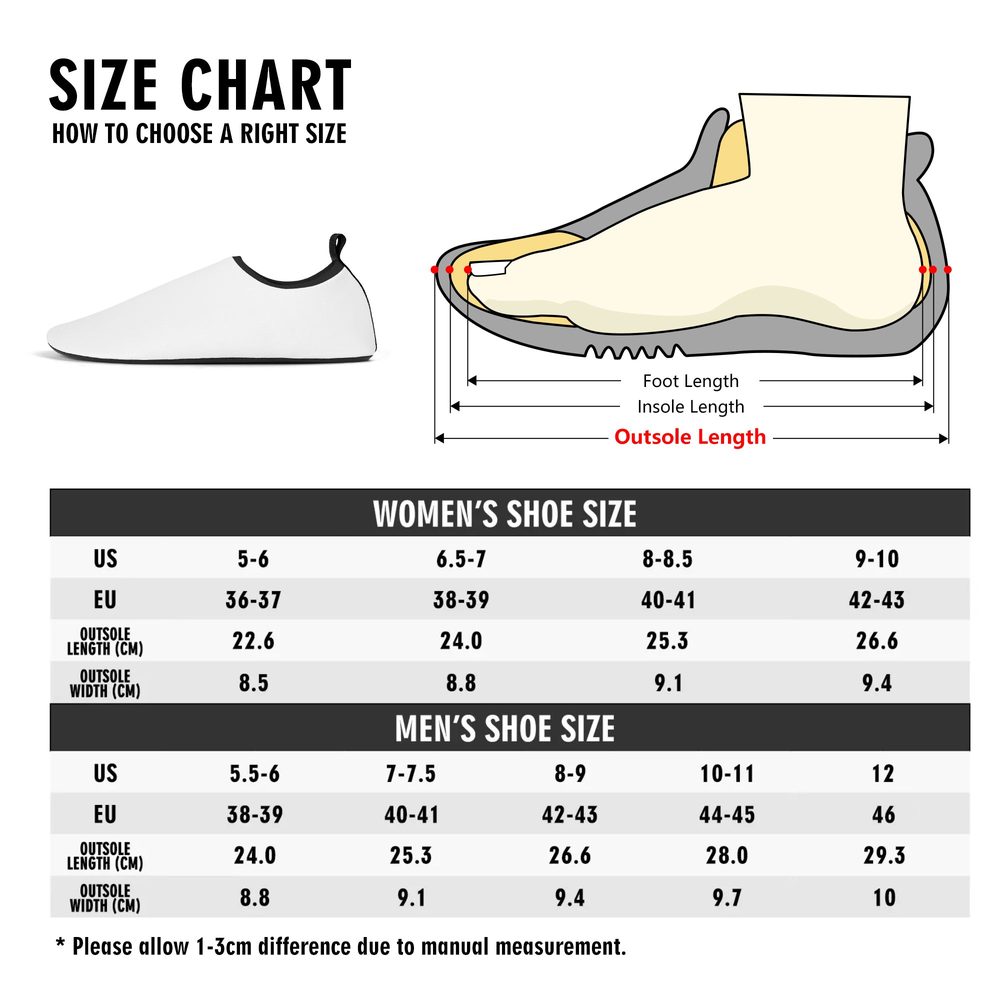 SIZE CHART
HOW TO CHOOSE A RIGHT SIZE
Foot Length
Insole Length
Outsole Length
WOMEN'S SHOE SIZE
US 5-6 6.5-7 8-8.5 9-10
EU 36-37 38-39 40-41 42-43
OUTSOLE
LENGTH (CM) 22.6 24.0 25.3 26.6
OUTSOLE
WIDTH (CM) 8.5 8.8 9.1 9.4
MEN'S SHOE SIZE
US 5.5-6 7-7.5 8-9 10-11 12
EU 38-39 40-41 42-43 44-45 46
OUTSOLE
LENGTH (CM) 24.0 25.3 26.6 28.0 29.3
OUTSOLE
WIDTH (CM) 8.8 9.1 9.4 9.7 10
* Please allow 1-3cm difference due to manual measurement.